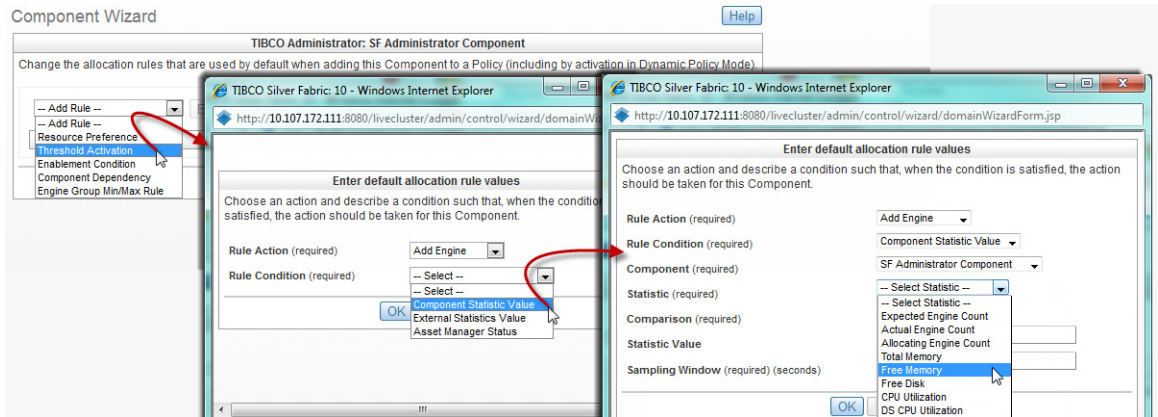 Component Wizard
Help
TIBCO Administrator: SF Administrator Component
Change the allocation rules that are used by default when adding this Component to a Policy (including by activation in Dynamic Policy Mode).
-- Add Rule --
-- Add Rule --
Resource Preference
Threshold Activation
Enablement Condition
Component Dependency
Engine Group Min/Max Rule
TIBCO Silver Fabric: 10 - Windows Internet Explorer
http://10.107.172.111:8080/livecluster/admin/control/wizard/domainWiz
Enter default allocation rule values
Choose an action and describe a condition such that, when the condition
satisfied, the action should be taken for this Component.
Rule Action (required)
Add Engine
Rule Condition (required)
-- Select --
-- Select --
Component Statistic Value
External Statistics Value
Asset Manager Status
OK
TIBCO Silver Fabric: 10 - Windows Internet Explorer
http://10.107.172.111:8080/livecluster/admin/control/wizard/domainWizardForm.jsp
Enter default allocation rule values
Choose an action and describe a condition such that, when the condition is satisfied, the action
should be taken for this Component.
Rule Action (required)
Add Engine
Rule Condition (required)
Component Statistic Value
Component (required)
SF Administrator Component
Statistic (required)
-- Select Statistic --
-- Select Statistic --
Expected Engine Count
Actual Engine Count
Allocating Engine Count
Total Memory
Free Memory
Free Disk
CPU Utilization
DS CPU Utilization
Comparison (required)
Statistic Value
Sampling Window (required) (seconds)
OK